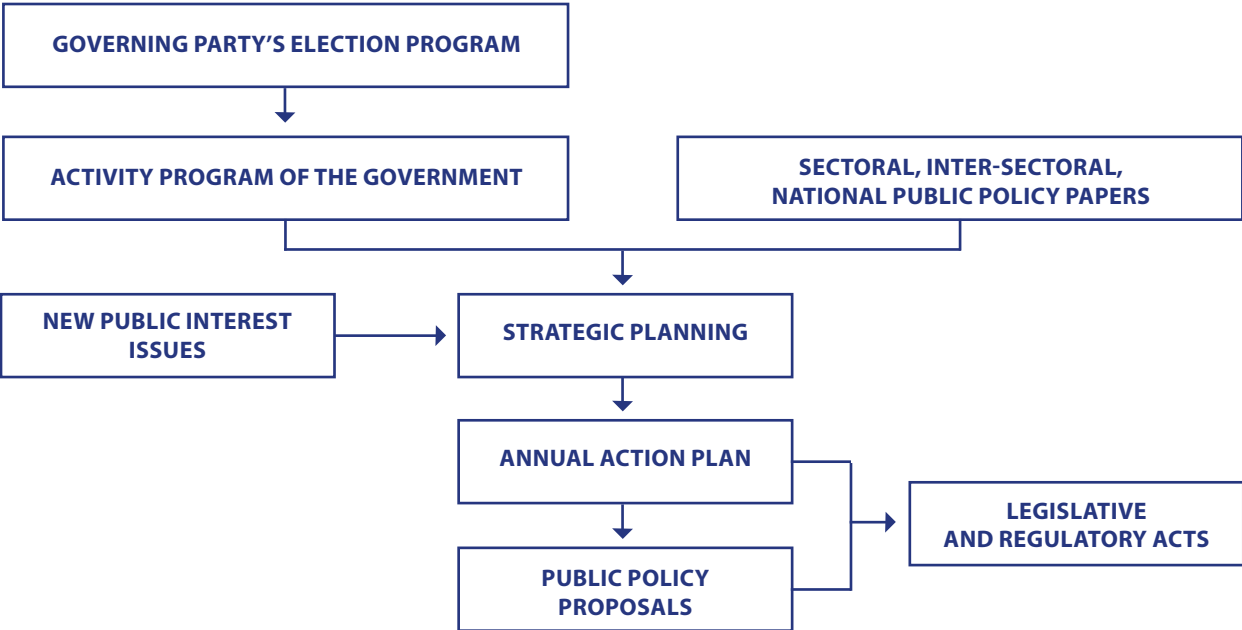 GOVERNING PARTY’S ELECTION PROGRAM
ACTIVITY PROGRAM OF THE GOVERNMENT
SECTORAL, INTER-SECTORAL,
NATIONAL PUBLIC POLICY PAPERS
NEW PUBLIC INTEREST
ISSUES
STRATEGIC PLANNING
ANNUAL ACTION PLAN
LEGISLATIVE
AND REGULATORY ACTS
PUBLIC POLICY
PROPOSALS